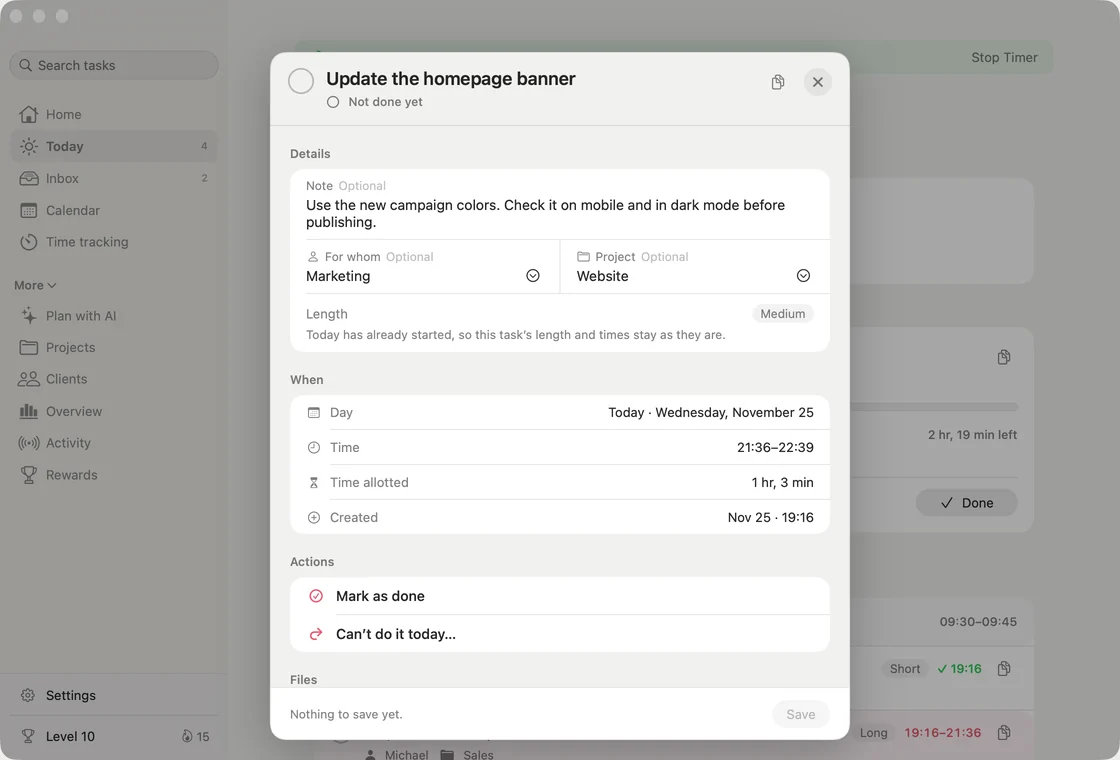 Search tasks
Home
Today 4
Inbox 2
Calendar
Time tracking
More
Plan with AI
Projects
Clients
Overview
Activity
Rewards
Settings
Level 10 15
Stop Timer
Update the homepage banner
Not done yet
Details
Note Optional
Use the new campaign colors. Check it on mobile and in dark mode before
publishing.
For whom Optional
Marketing
Project Optional
Website
Length Medium
Today has already started, so this task's length and times stay as they are.
When
Day Today · Wednesday, November 25
Time 21:36–22:39
Time allotted 1 hr, 3 min
Created Nov 25 · 19:16
Actions
Mark as done
Can't do it today...
Files
Nothing to save yet. Save
2 hr, 19 min left
Done
09:30–09:45
Short 19:16
Long 19:16–21:36
Michael Sales